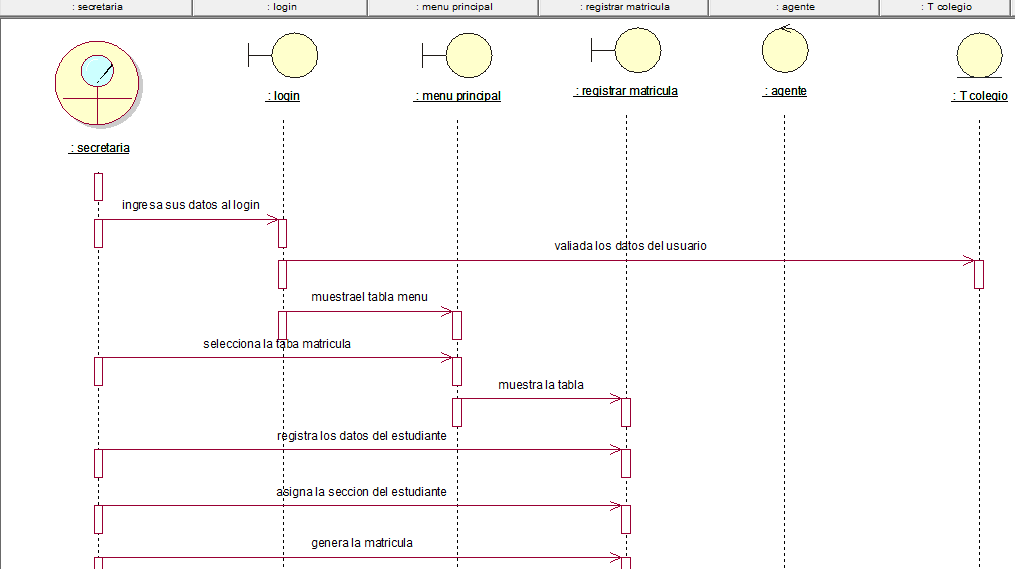 : secretaria
: login
: menu principal
: registrar matricula
: agente
: T colegio
: secretaria
: login
: menu principal
: registrar matricula
: agente
: T colegio
ingresa sus datos al login
valiada los datos del usuario
muestrael tabla menu
selecciona la taba matricula
muestra la tabla
registra los datos del estudiante
asigna la seccion del estudiante
genera la matricula